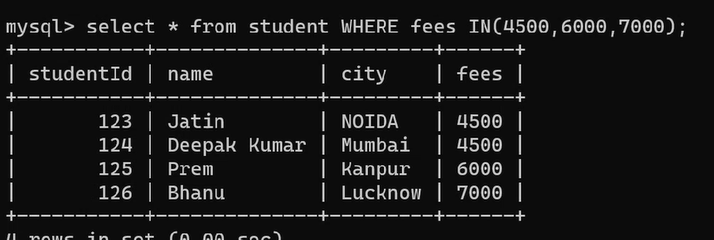 mysql> select * from student WHERE fees IN(4500,6000,7000);
+-----------+--------------+---------+------+
| studentId | name         | city    | fees |
+-----------+--------------+---------+------+
|       123 | Jatin        | NOIDA   | 4500 |
|       124 | Deepak Kumar | Mumbai  | 4500 |
|       125 | Prem         | Kanpur  | 6000 |
|       126 | Bhanu        | Lucknow | 7000 |
+-----------+--------------+---------+------+
4 rows in set (0.00 sec)